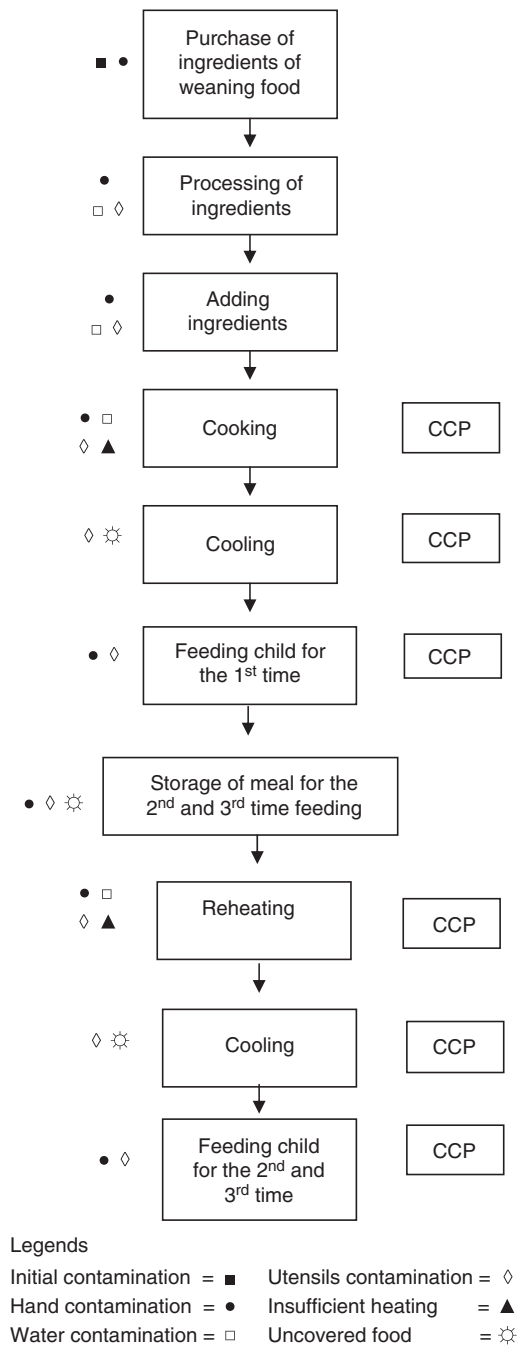 Purchase of
ingredients of
weaning food
Processing of
ingredients
Adding
ingredients
Cooking
CCP
Cooling
CCP
Feeding child for
the 1st time
CCP
Storage of meal for the
2nd and 3rd time feeding
Reheating
CCP
Cooling
CCP
Feeding child
for the 2nd and
3rd time
CCP
Legends
Initial contamination = ■ Utensils contamination = ◊
Hand contamination = ● Insufficient heating = ▲
Water contamination = □ Uncovered food = ☼